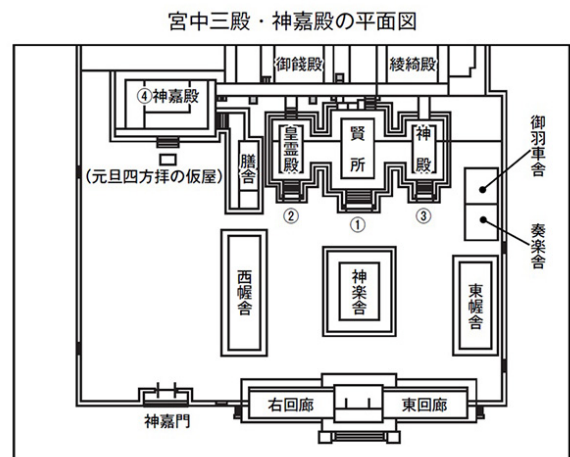 宮中三殿・神嘉殿の平面図
御饌殿
綾綺殿
④神嘉殿
(元旦四方拝の仮屋)
膳舎
皇霊殿
賢所
神殿
②
①
③
御羽車舎
奏楽舎
西幄舎
神楽舎
東幄舎
神嘉門
右回廊
東回廊